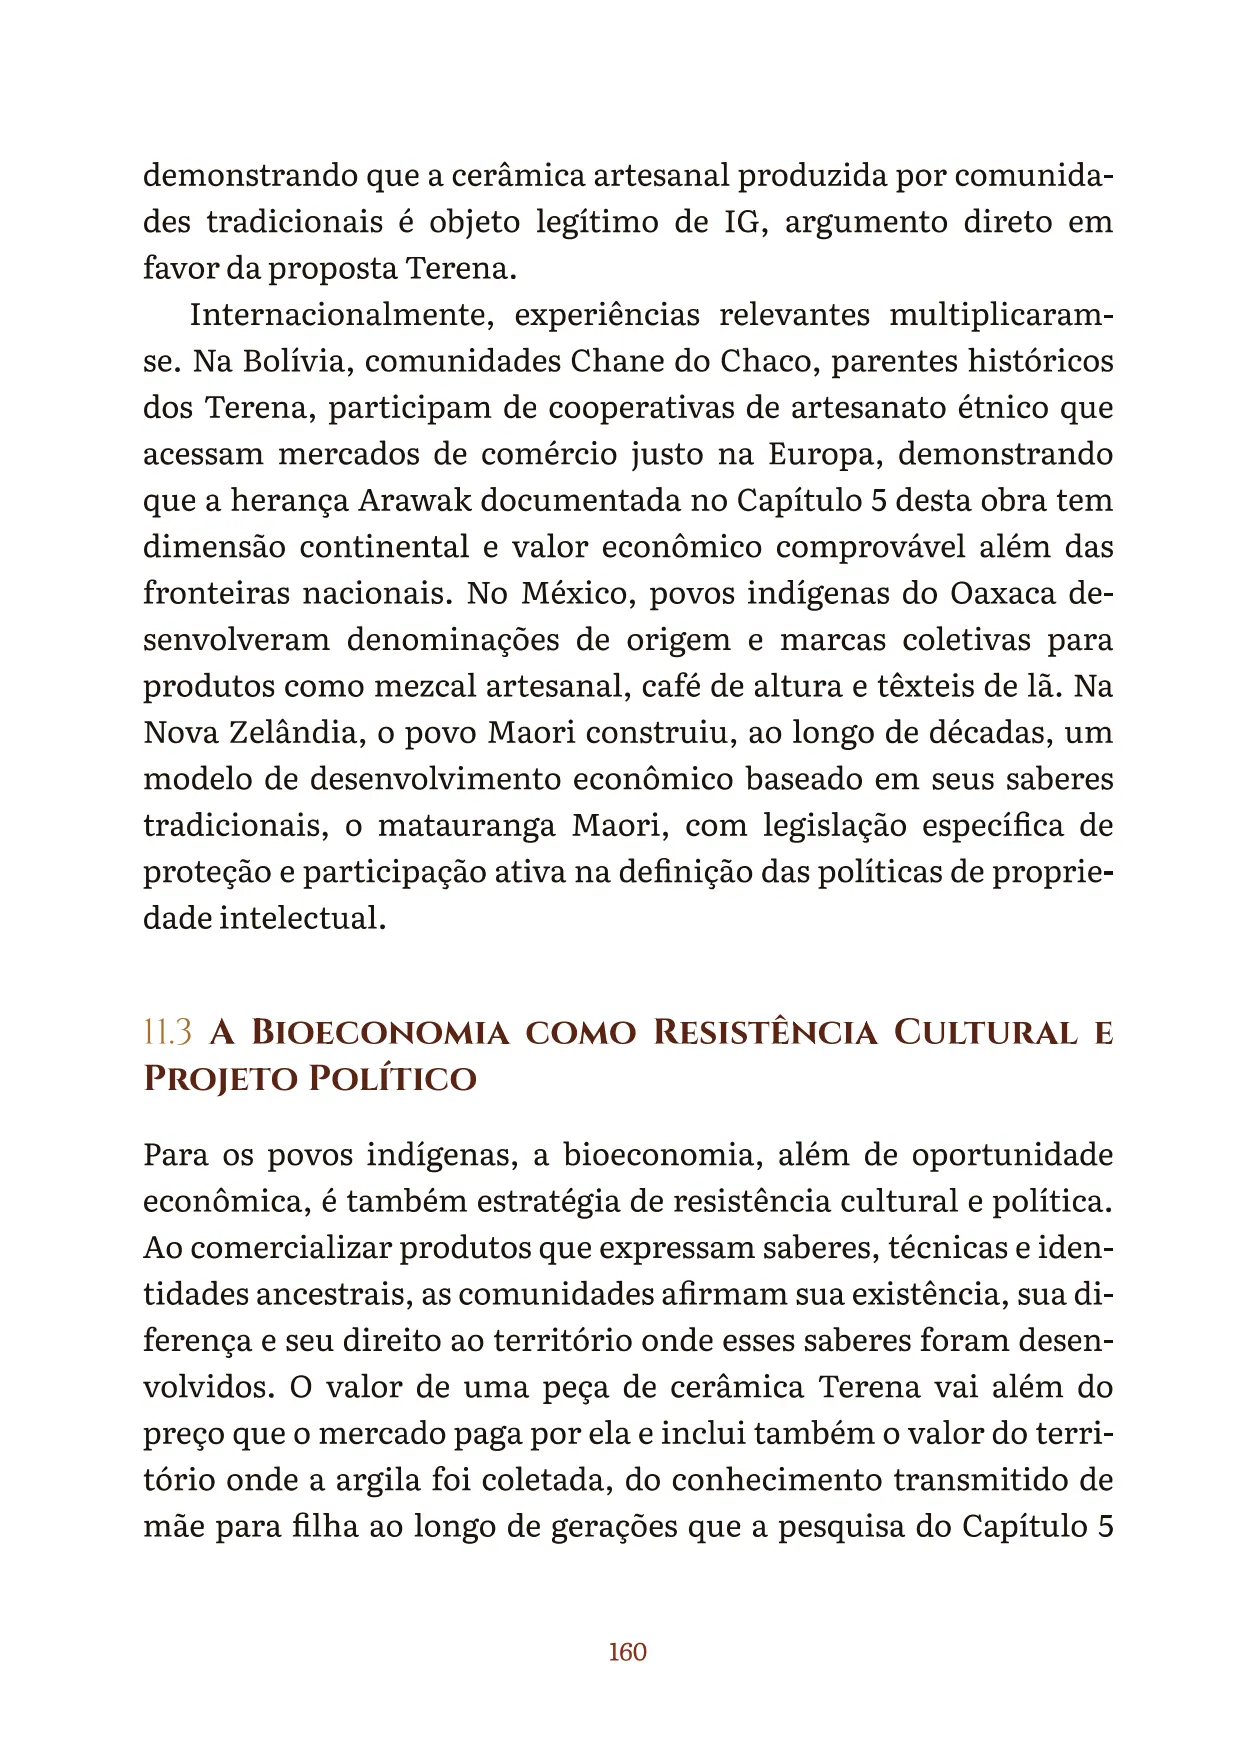 demonstrando que a cerâmica artesanal produzida por comunida-
des tradicionais é objeto legítimo de IG, argumento direto em
favor da proposta Terena.
Internacionalmente, experiências relevantes multiplicaram-
se. Na Bolívia, comunidades Chane do Chaco, parentes históricos
dos Terena, participam de cooperativas de artesanato étnico que
acessam mercados de comércio justo na Europa, demonstrando
que a herança Arawak documentada no Capítulo 5 desta obra tem
dimensão continental e valor econômico comprovável além das
fronteiras nacionais. No México, povos indígenas do Oaxaca de-
senvolveram denominações de origem e marcas coletivas para
produtos como mezcal artesanal, café de altura e têxteis de lã. Na
Nova Zelândia, o povo Maori construiu, ao longo de décadas, um
modelo de desenvolvimento econômico baseado em seus saberes
tradicionais, o matauranga Maori, com legislação específica de
proteção e participação ativa na definição das políticas de proprie-
dade intelectual.
11.3 A Bioeconomia como Resistência Cultural e
Projeto Político
Para os povos indígenas, a bioeconomia, além de oportunidade
econômica, é também estratégia de resistência cultural e política.
Ao comercializar produtos que expressam saberes, técnicas e iden-
tidades ancestrais, as comunidades afirmam sua existência, sua di-
ferença e seu direito ao território onde esses saberes foram desen-
volvidos. O valor de uma peça de cerâmica Terena vai além do
preço que o mercado paga por ela e inclui também o valor do terri-
tório onde a argila foi coletada, do conhecimento transmitido de
mãe para filha ao longo de gerações que a pesquisa do Capítulo 5
160